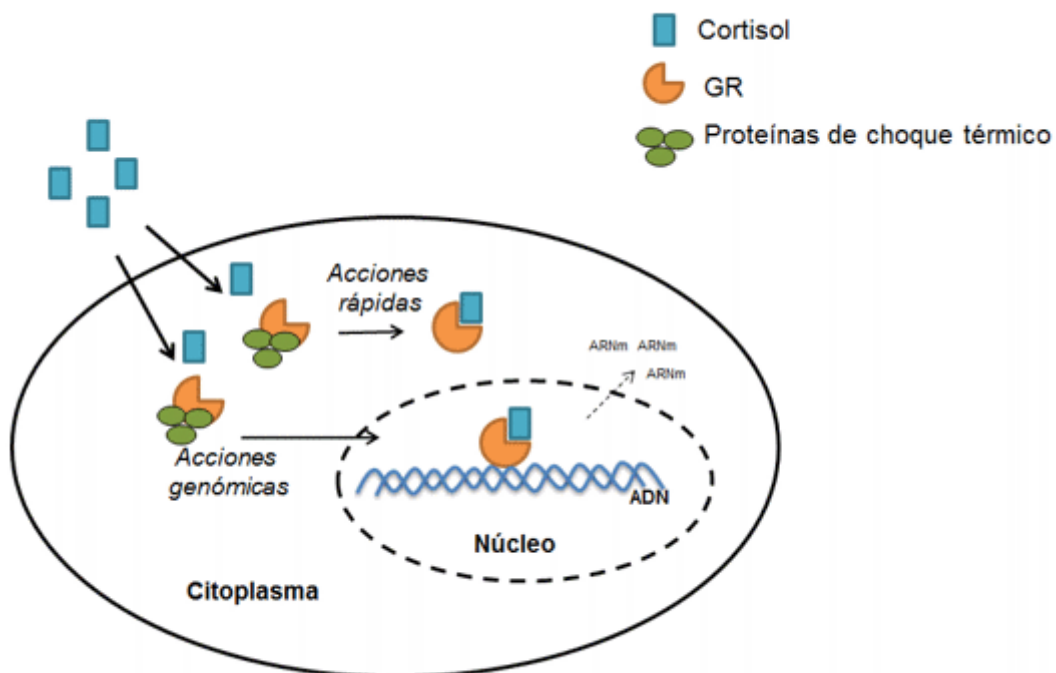 Cortisol
GR
Proteínas de choque térmico
Acciones
rápidas
ARNm ARNm
ARNm
Acciones
genómicas
ADN
Núcleo
Citoplasma